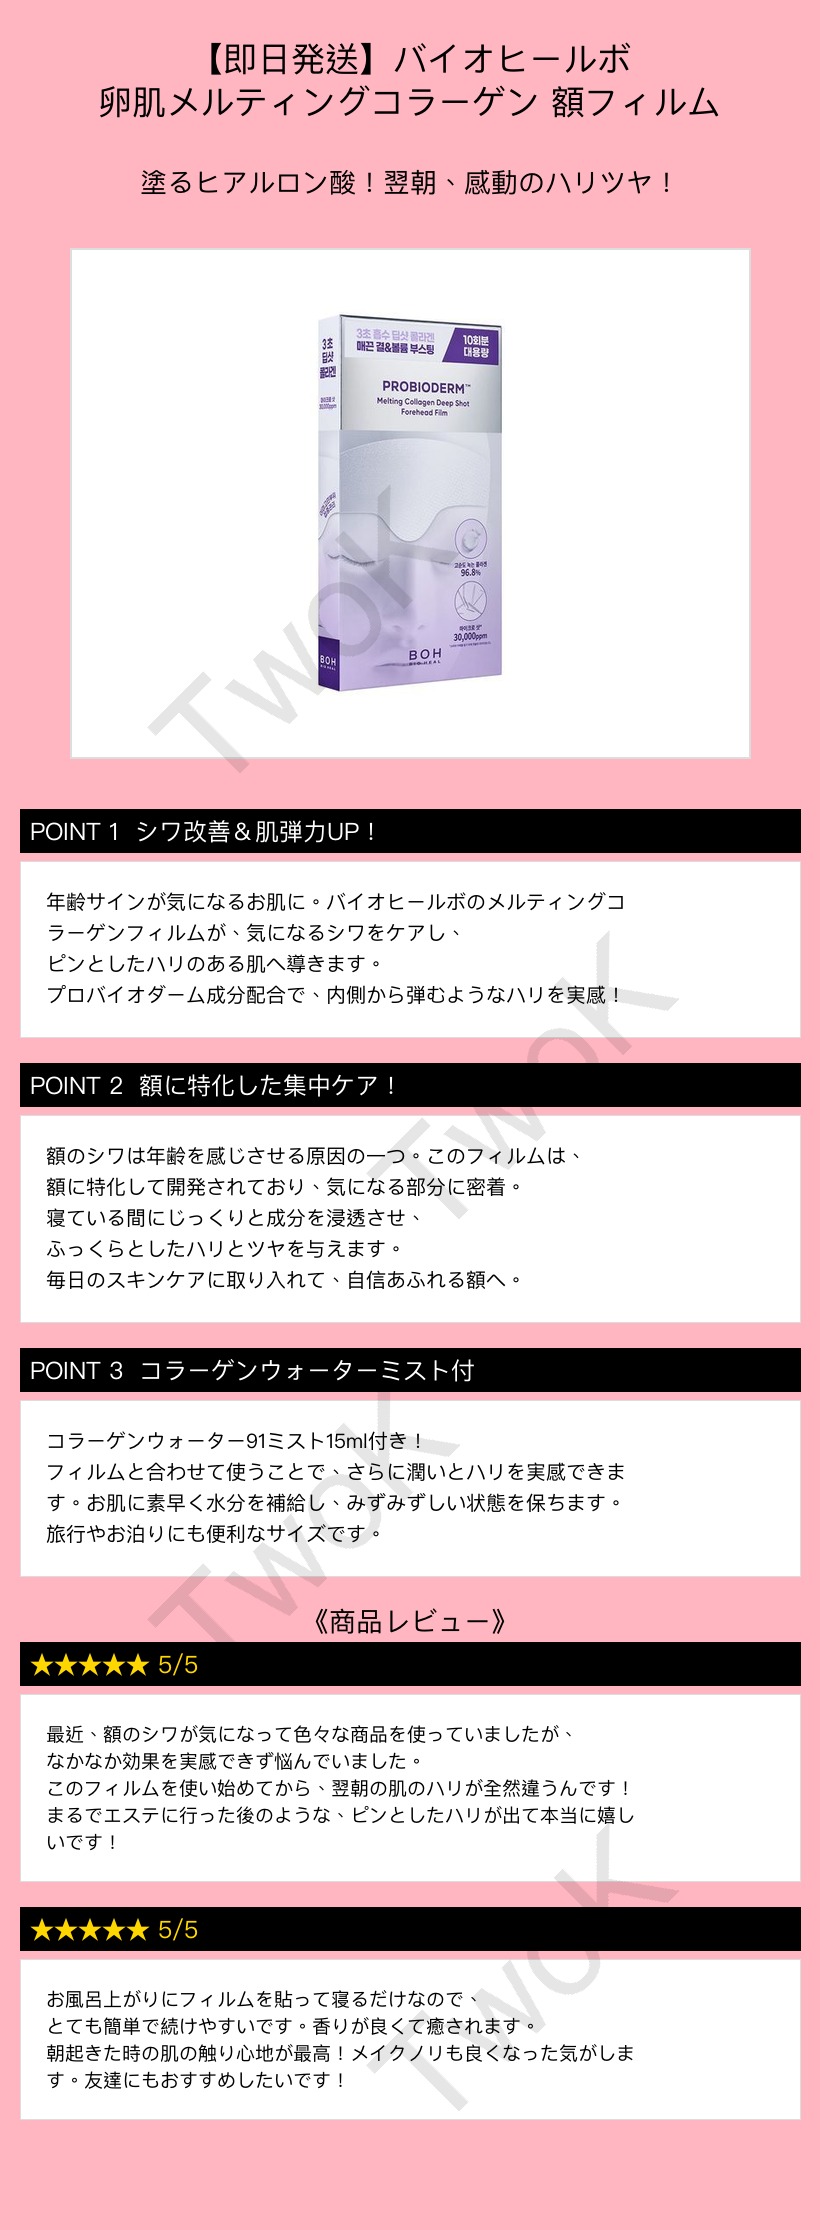 【即日発送】バイオヒールボ
卵肌メルティングコラーゲン 額フィルム
塗るヒアルロン酸！翌朝、感動のハリツヤ！
3초 흡수 딥샷 콜라겐
매끈 결&볼륨 부스팅
10회분
대용량
3초
딥샷
콜라겐
마이크로 샷
30,000ppm
PROBIODERM™
Melting Collagen Deep Shot
Forehead Film
고순도 녹는 콜라겐
96.8%
마이크로 샷*
30,000ppm
BOH
BIO HEAL
BOH
BIO HEAL
TwoK
POINT 1 シワ改善＆肌弾力UP！
年齢サインが気になるお肌に。バイオヒールボのメルティングコ
ラーゲンフィルムが、気になるシワをケアし、
ピンとしたハリのある肌へ導きます。
プロバイオダーム成分配合で、内側から弾むようなハリを実感！
TwoK
POINT 2 額に特化した集中ケア！
額のシワは年齢を感じさせる原因の一つ。このフィルムは、
額に特化して開発されており、気になる部分に密着。
寝ている間にじっくりと成分を浸透させ、
ふっくらとしたハリとツヤを与えます。
毎日のスキンケアに取り入れて、自信あふれる額へ。
POINT 3 コラーゲンウォーターミスト付
コラーゲンウォーター91ミスト15ml付き！
フィルムと合わせて使うことで、さらに潤いとハリを実感できま
す。お肌に素早く水分を補給し、みずみずしい状態を保ちます。
旅行やお泊りにも便利なサイズです。
TwoK
《商品レビュー》
★★★★★ 5/5
最近、額のシワが気になって色々な商品を使っていましたが、
なかなか効果を実感できず悩んでいました。
このフィルムを使い始めてから、翌朝の肌のハリが全然違うんです！
まるでエステに行った後のような、ピンとしたハリが出て本当に嬉し
いです！
★★★★★ 5/5
お風呂上がりにフィルムを貼って寝るだけなので、
とても簡単で続けやすいです。香りが良くて癒されます。
朝起きた時の肌の触り心地が最高！メイクノリも良くなった気がしま
す。友達にもおすすめしたいです！
TwoK